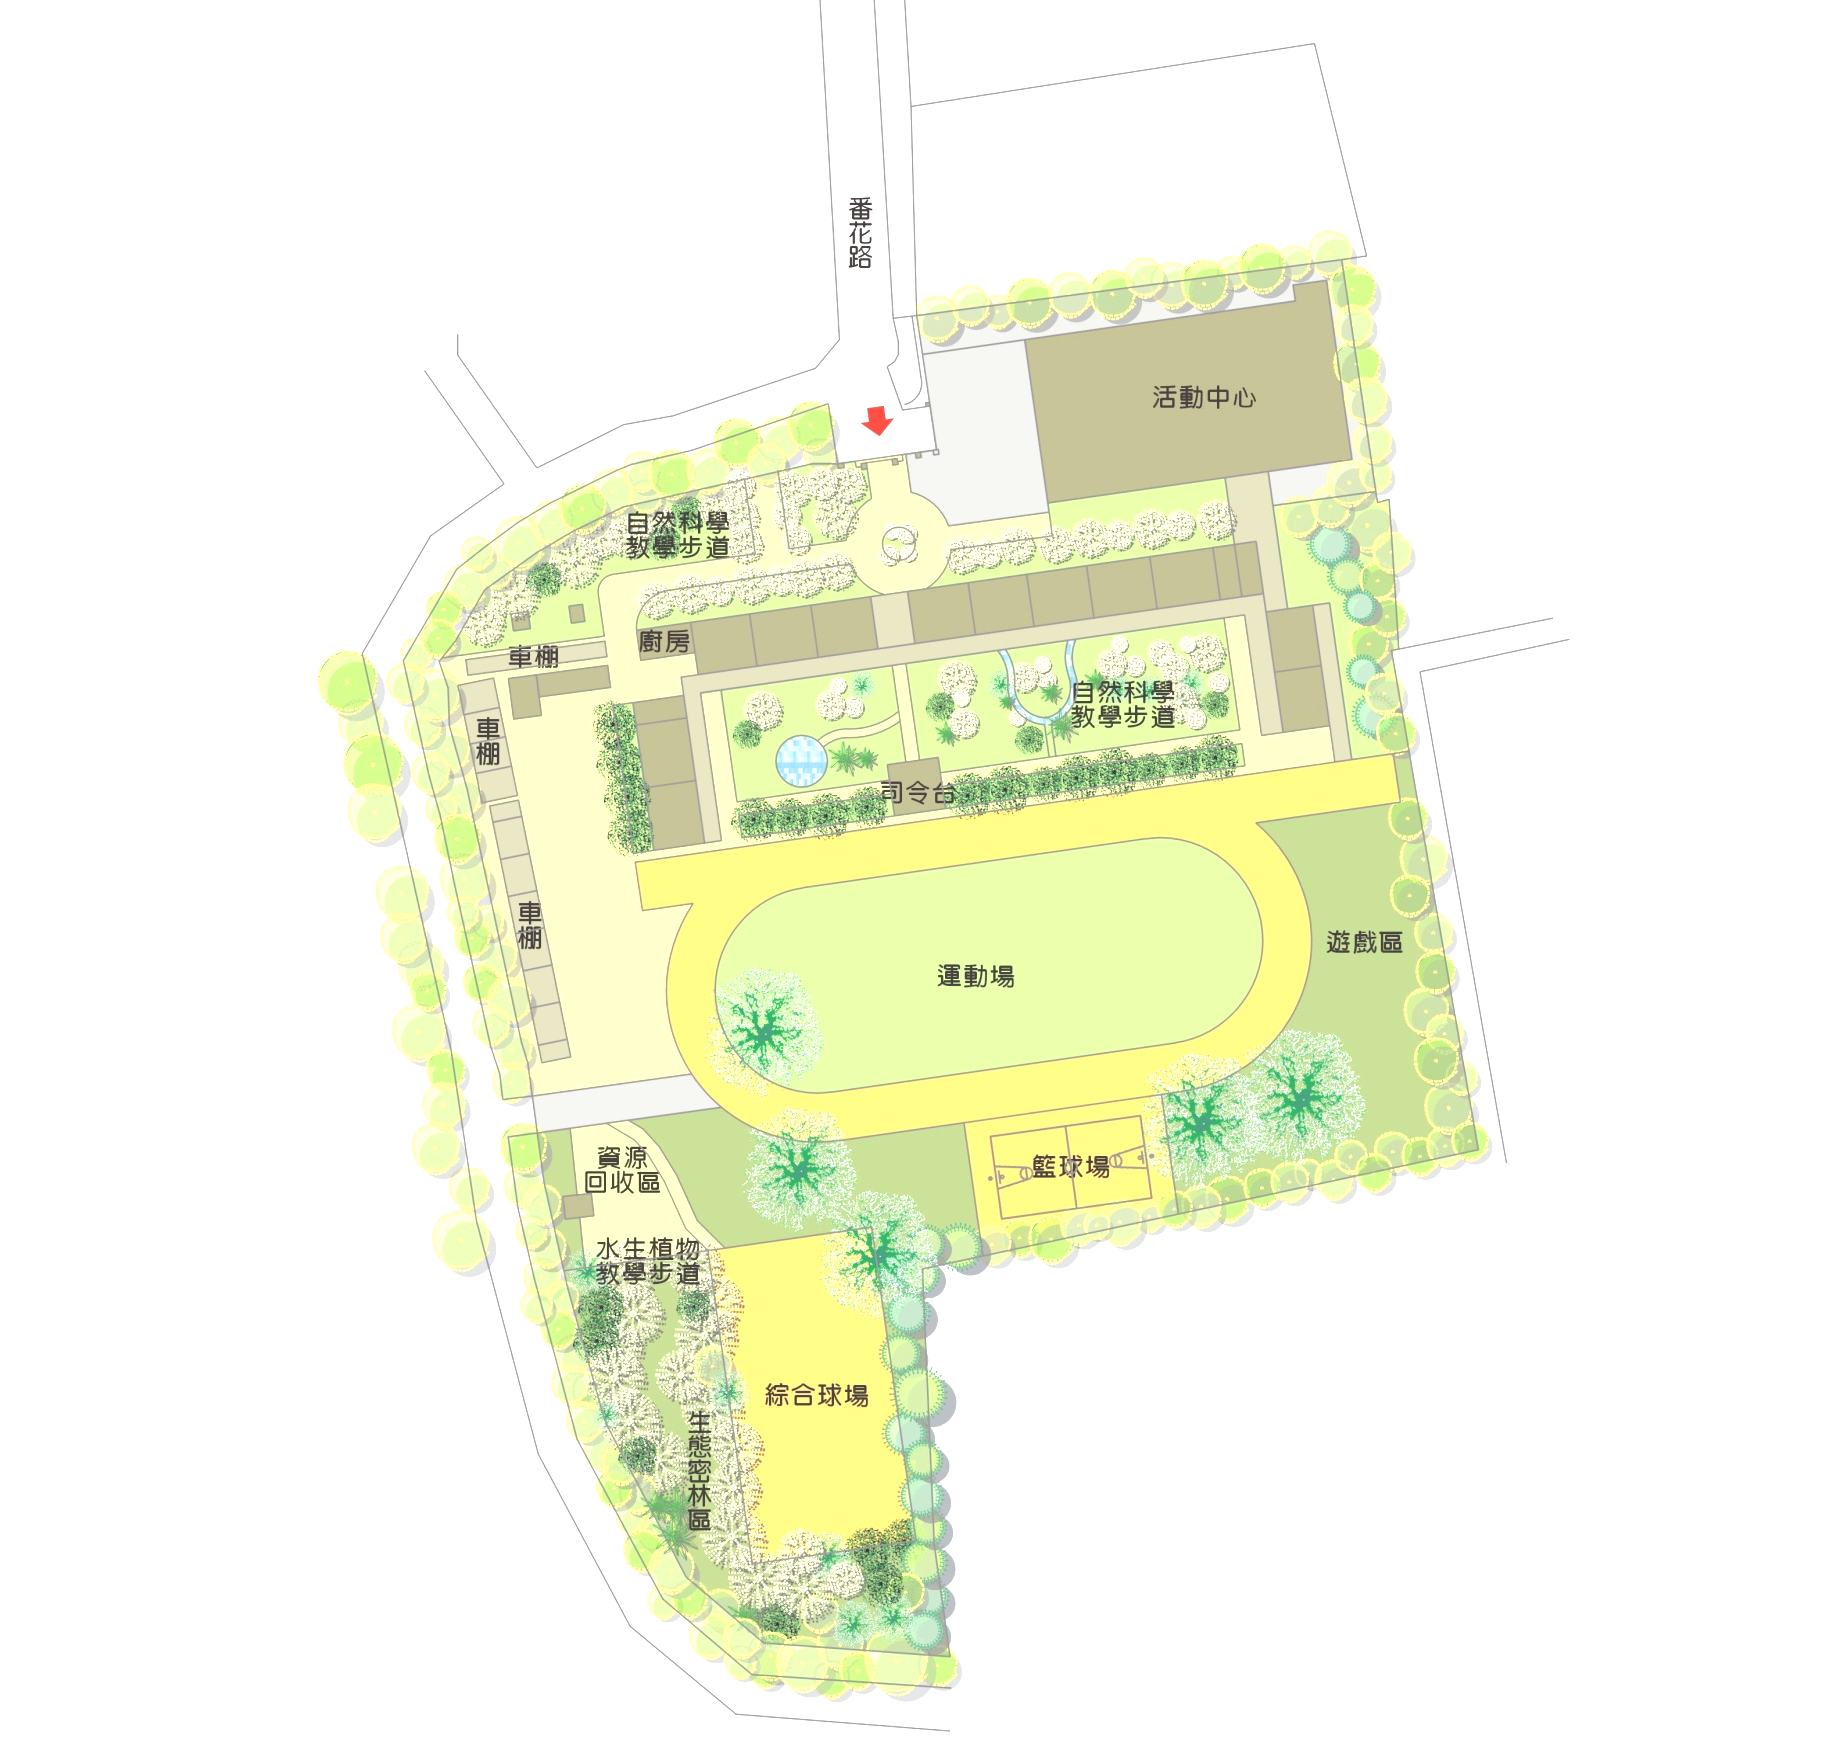 番花路
活動中心
自然科學
教學步道
廚房
車棚
自然科學
教學步道
車棚
司令台
車棚
遊戲區
運動場
資源
回收區
籃球場
水生植物
教學步道
綜合球場
生態密林區